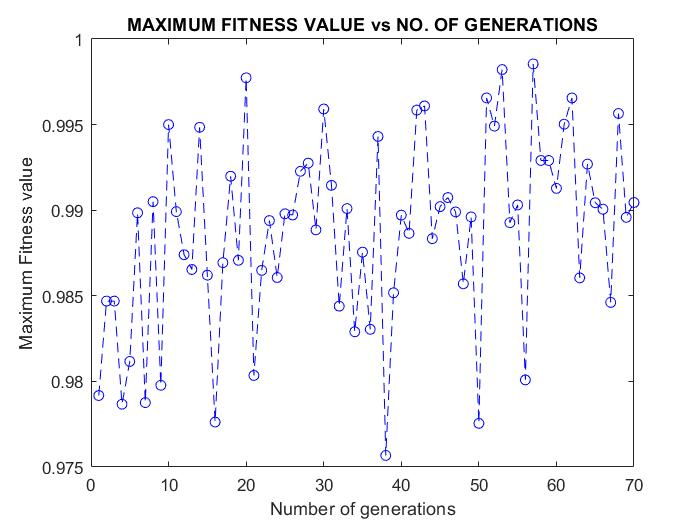 MAXIMUM FITNESS VALUE vs NO. OF GENERATIONS
1
0.995
0.99
0.985
0.98
0.975
Maximum Fitness value
0 10 20 30 40 50 60 70
Number of generations